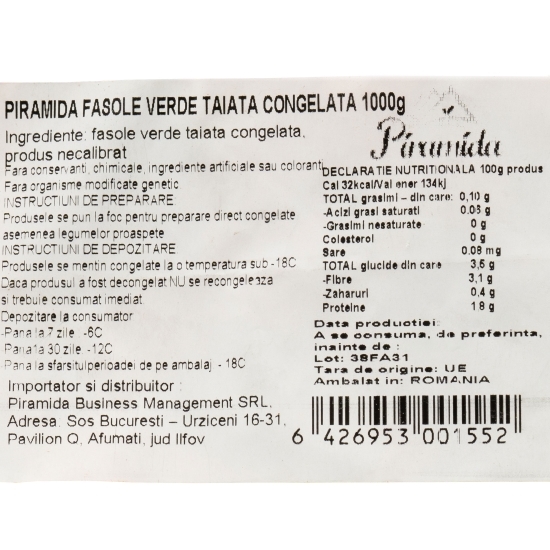 PIRAMIDA FASOLE VERDE TAIATA CONGELATA 1000g
Ingrediente: fasole verde taiata congelata,
produs necalibrat
Fara conservanti, chimicale, ingrediente artificiale sau coloranti
Fara organisme modificate genetic
INSTRUCTIUNI DE PREPARARE
Produsele se pun la foc pentru preparare direct congelate
asemenea legumelor proaspete
INSTRUCTIUNI DE DEPOZITARE
Produsele se mentin congelate la o temperatura sub -18C
Daca produsul a fost decongelat NU se recongeleaza
si trebuie consumat imediat
Depozitare la consumator
-Pana la 7 zile -6C
Pana la 30 zile -12C
Pana la sfarsitul perioadei de pe ambalaj - 18C
Importator si distribuitor :
Piramida Business Management SRL,
Adresa: Sos Bucuresti - Urziceni 16-31,
Pavilion Q, Afumati, jud Ilfov
Piramida
DECLARATIE NUTRITIONALA 100g produs
Cal 32kcal/Val ener 134kj
TOTAL grasimi - din care: 0,10 g
-Acizi grasi saturati 0.03 g
-Grasimi nesaturate 0 g
Colesterol 0 g
Sare 0.08 mg
TOTAL glucide din care 3,6 g
-Fibre 3,1 g
-Zaharuri 0,4 g
Proteine 1.8 g
Data productiei:
A se consuma, de preferinta,
inainte de :
Lot: 38FA31
Tara de origine: UE
Ambalat in: ROMANIA
6 426953 001552